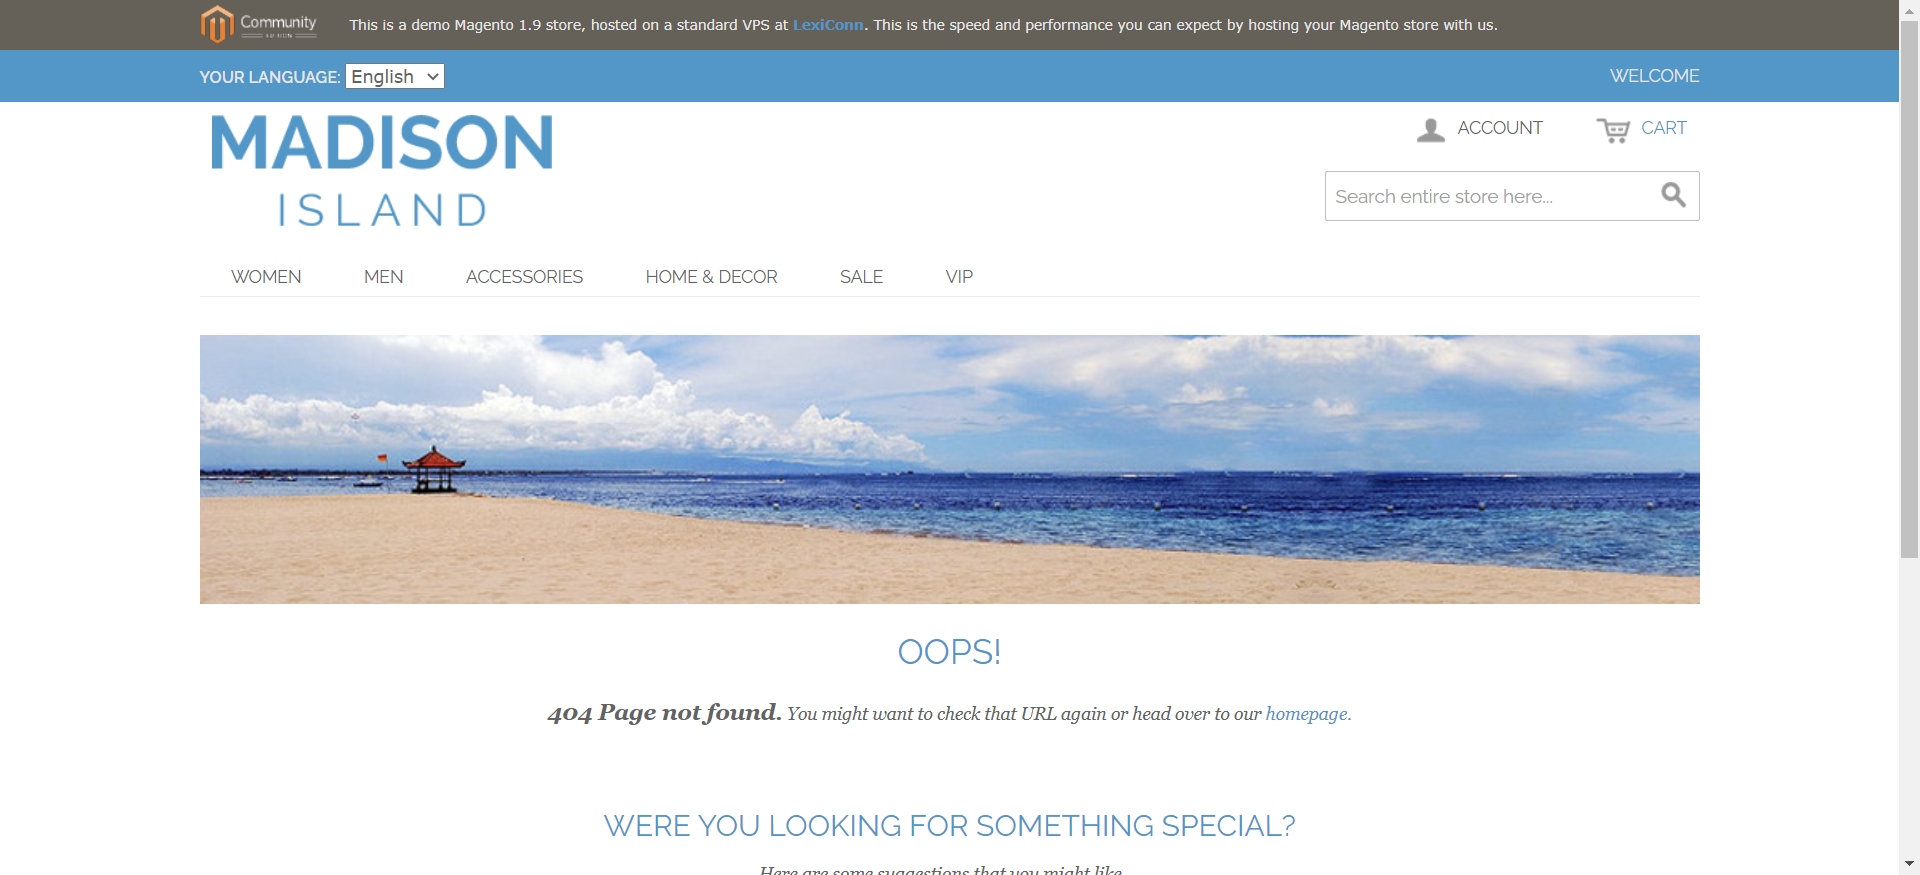 Community
This is a demo Magento 1.9 store, hosted on a standard VPS at LexiConn. This is the speed and performance you can expect by hosting your Magento store with us.
YOUR LANGUAGE: English
WELCOME
MADISON
ISLAND
ACCOUNT
CART
Search entire store here...
WOMEN MEN ACCESSORIES HOME & DECOR SALE VIP
OOPS!
404 Page not found. You might want to check that URL again or head over to our homepage.
WERE YOU LOOKING FOR SOMETHING SPECIAL?
Here are some suggestions that you might like